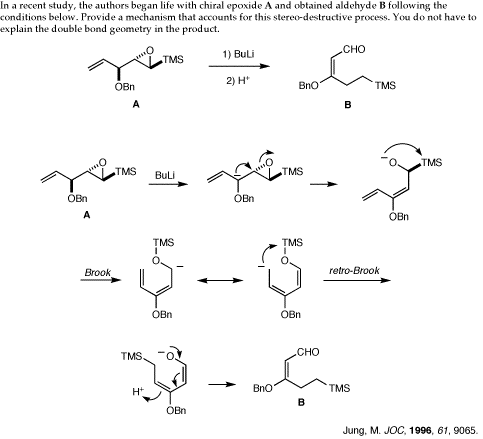 In a recent study, the authors began life with chiral epoxide A and obtained aldehyde B following the
conditions below. Provide a mechanism that accounts for this stereo-destructive process. You do not have to
explain the double bond geometry in the product.
O
TMS
OBn
A
1) BuLi
2) H+
CHO
BnO
TMS
B
O
TMS
OBn
A
BuLi
−
O
TMS
OBn
−
O
TMS
OBn
Brook
TMS
O
−
OBn
TMS
−
O
OBn
retro-Brook
TMS
−
O
H+
OBn
CHO
BnO
TMS
B
Jung, M. JOC, 1996, 61, 9065.